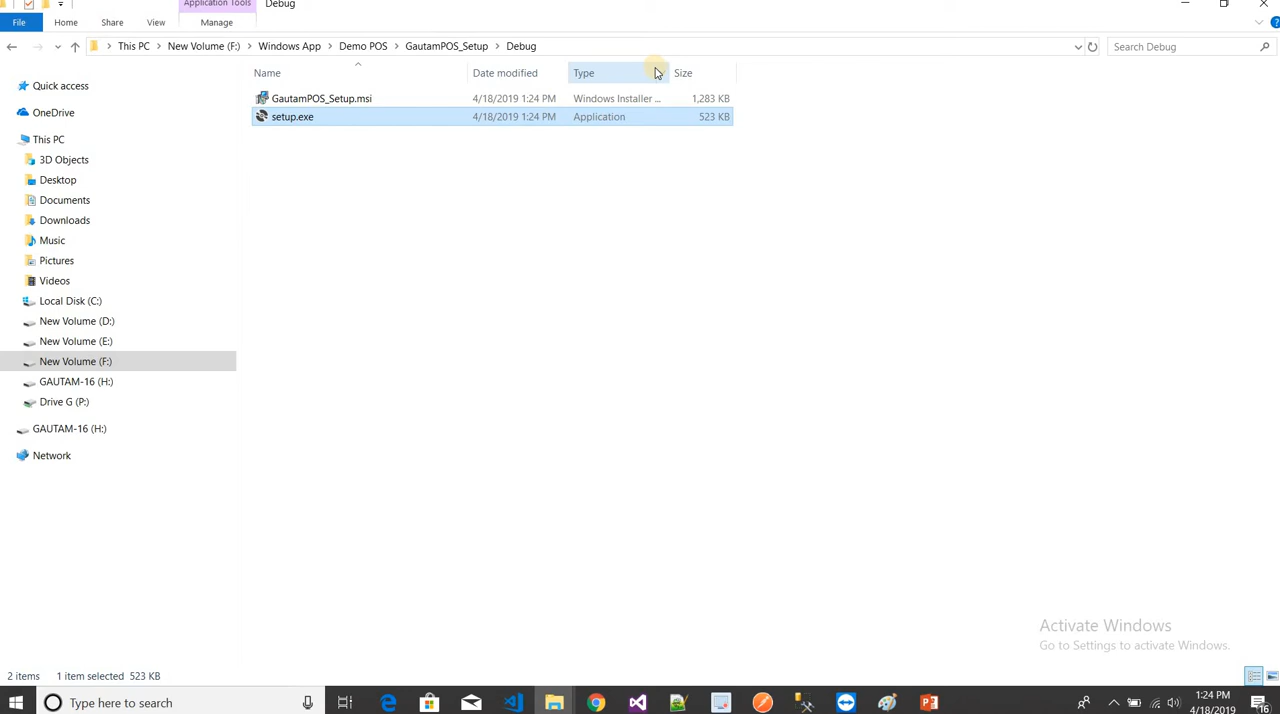 Application Tools Debug
File Home Share View Manage
This PC > New Volume (F:) > Windows App > Demo POS > GautamPOS_Setup > Debug
Search Debug
Name Date modified Type Size
GautamPOS_Setup.msi 4/18/2019 1:24 PM Windows Installer ... 1,283 KB
setup.exe 4/18/2019 1:24 PM Application 523 KB
Quick access
OneDrive
This PC
3D Objects
Desktop
Documents
Downloads
Music
Pictures
Videos
Local Disk (C:)
New Volume (D:)
New Volume (E:)
New Volume (F:)
GAUTAM-16 (H:)
Drive G (P:)
GAUTAM-16 (H:)
Network
Activate Windows
Go to Settings to activate Windows.
2 items 1 item selected 523 KB
Type here to search
1:24 PM
4/18/2019
16